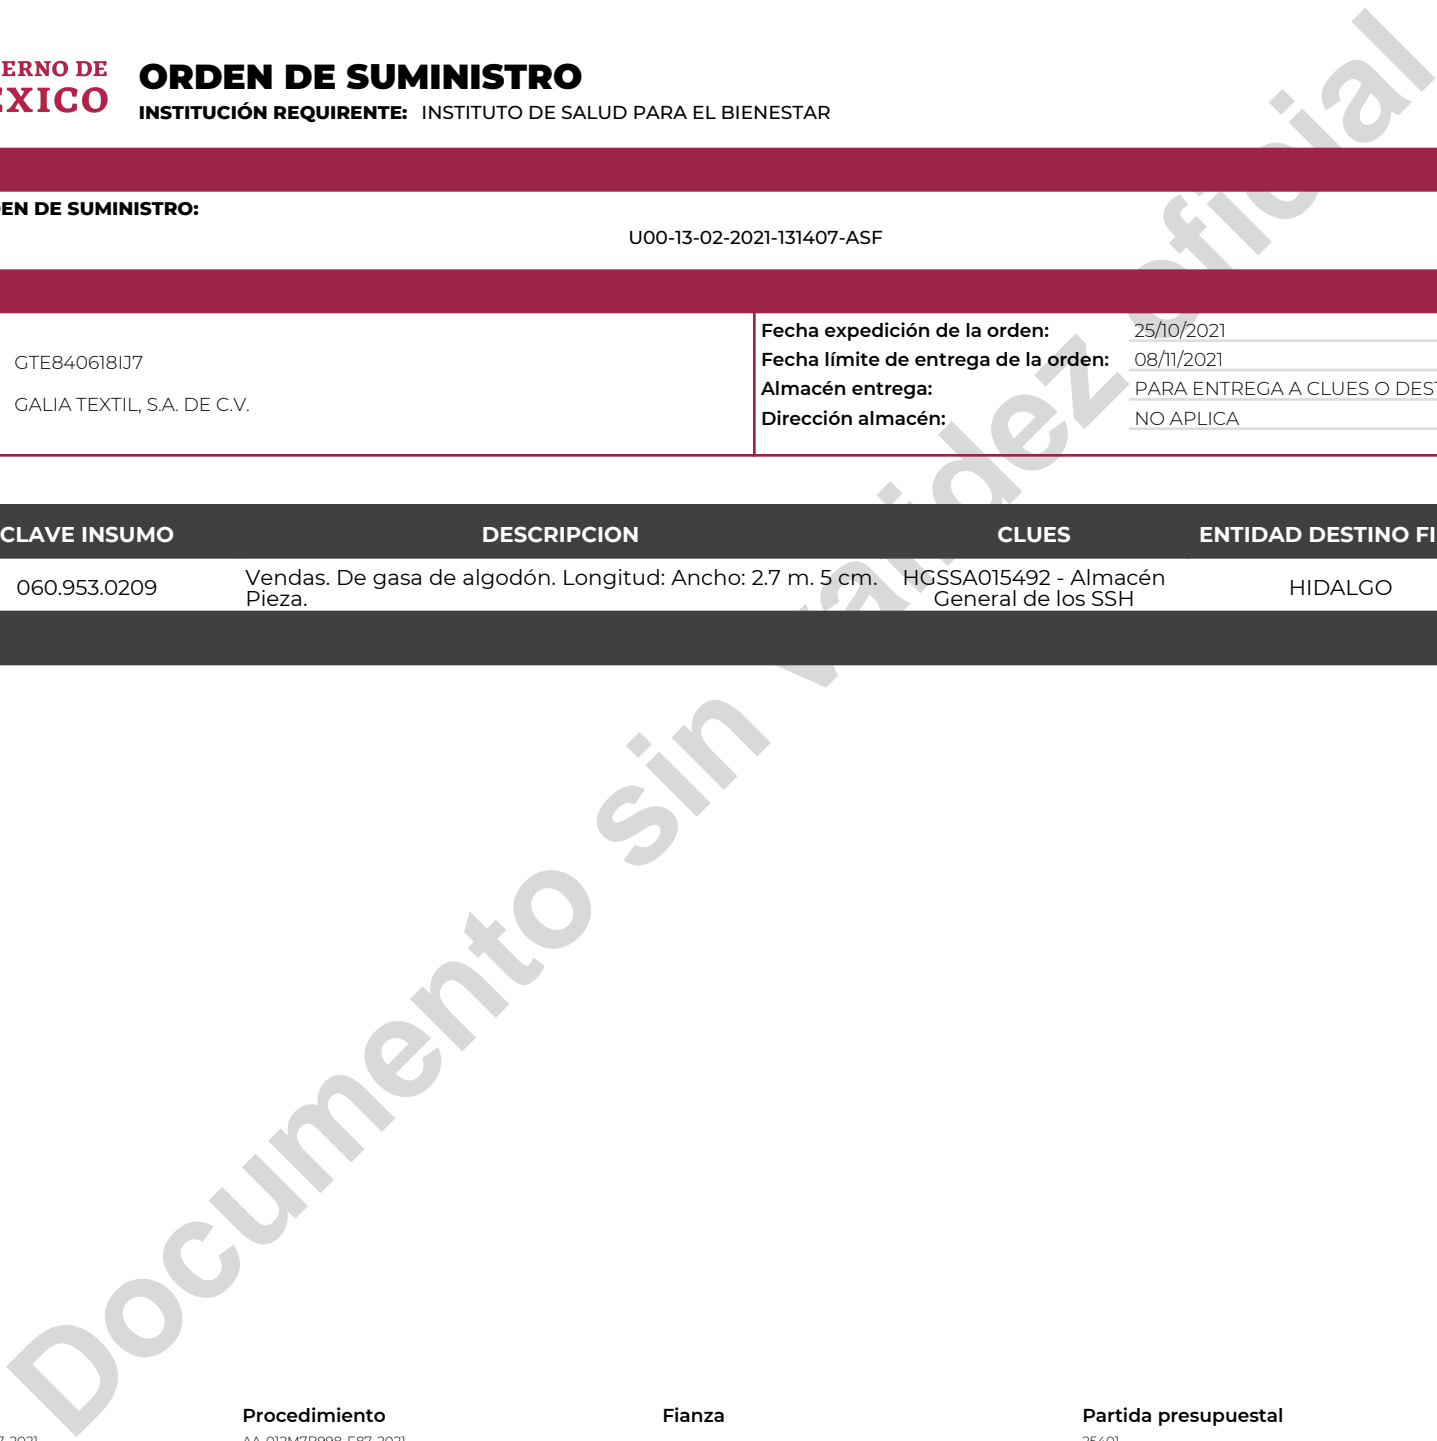 ERNO DE
EXICO
ORDEN DE SUMINISTRO
INSTITUCIÓN REQUIRENTE: INSTITUTO DE SALUD PARA EL BIENESTAR
EN DE SUMINISTRO:
U00-13-02-2021-131407-ASF
GTE840618IJ7
GALIA TEXTIL, S.A. DE C.V.
Fecha expedición de la orden: 25/10/2021
Fecha límite de entrega de la orden: 08/11/2021
Almacén entrega: PARA ENTREGA A CLUES O DEST
Dirección almacén: NO APLICA
CLAVE INSUMO DESCRIPCION CLUES ENTIDAD DESTINO FI
060.953.0209 Vendas. De gasa de algodón. Longitud: Ancho: 2.7 m. 5 cm. HGSSA015492 - Almacén HIDALGO
Pieza. General de los SSH
Documento sin validez oficial
Procedimiento Fianza Partida presupuestal